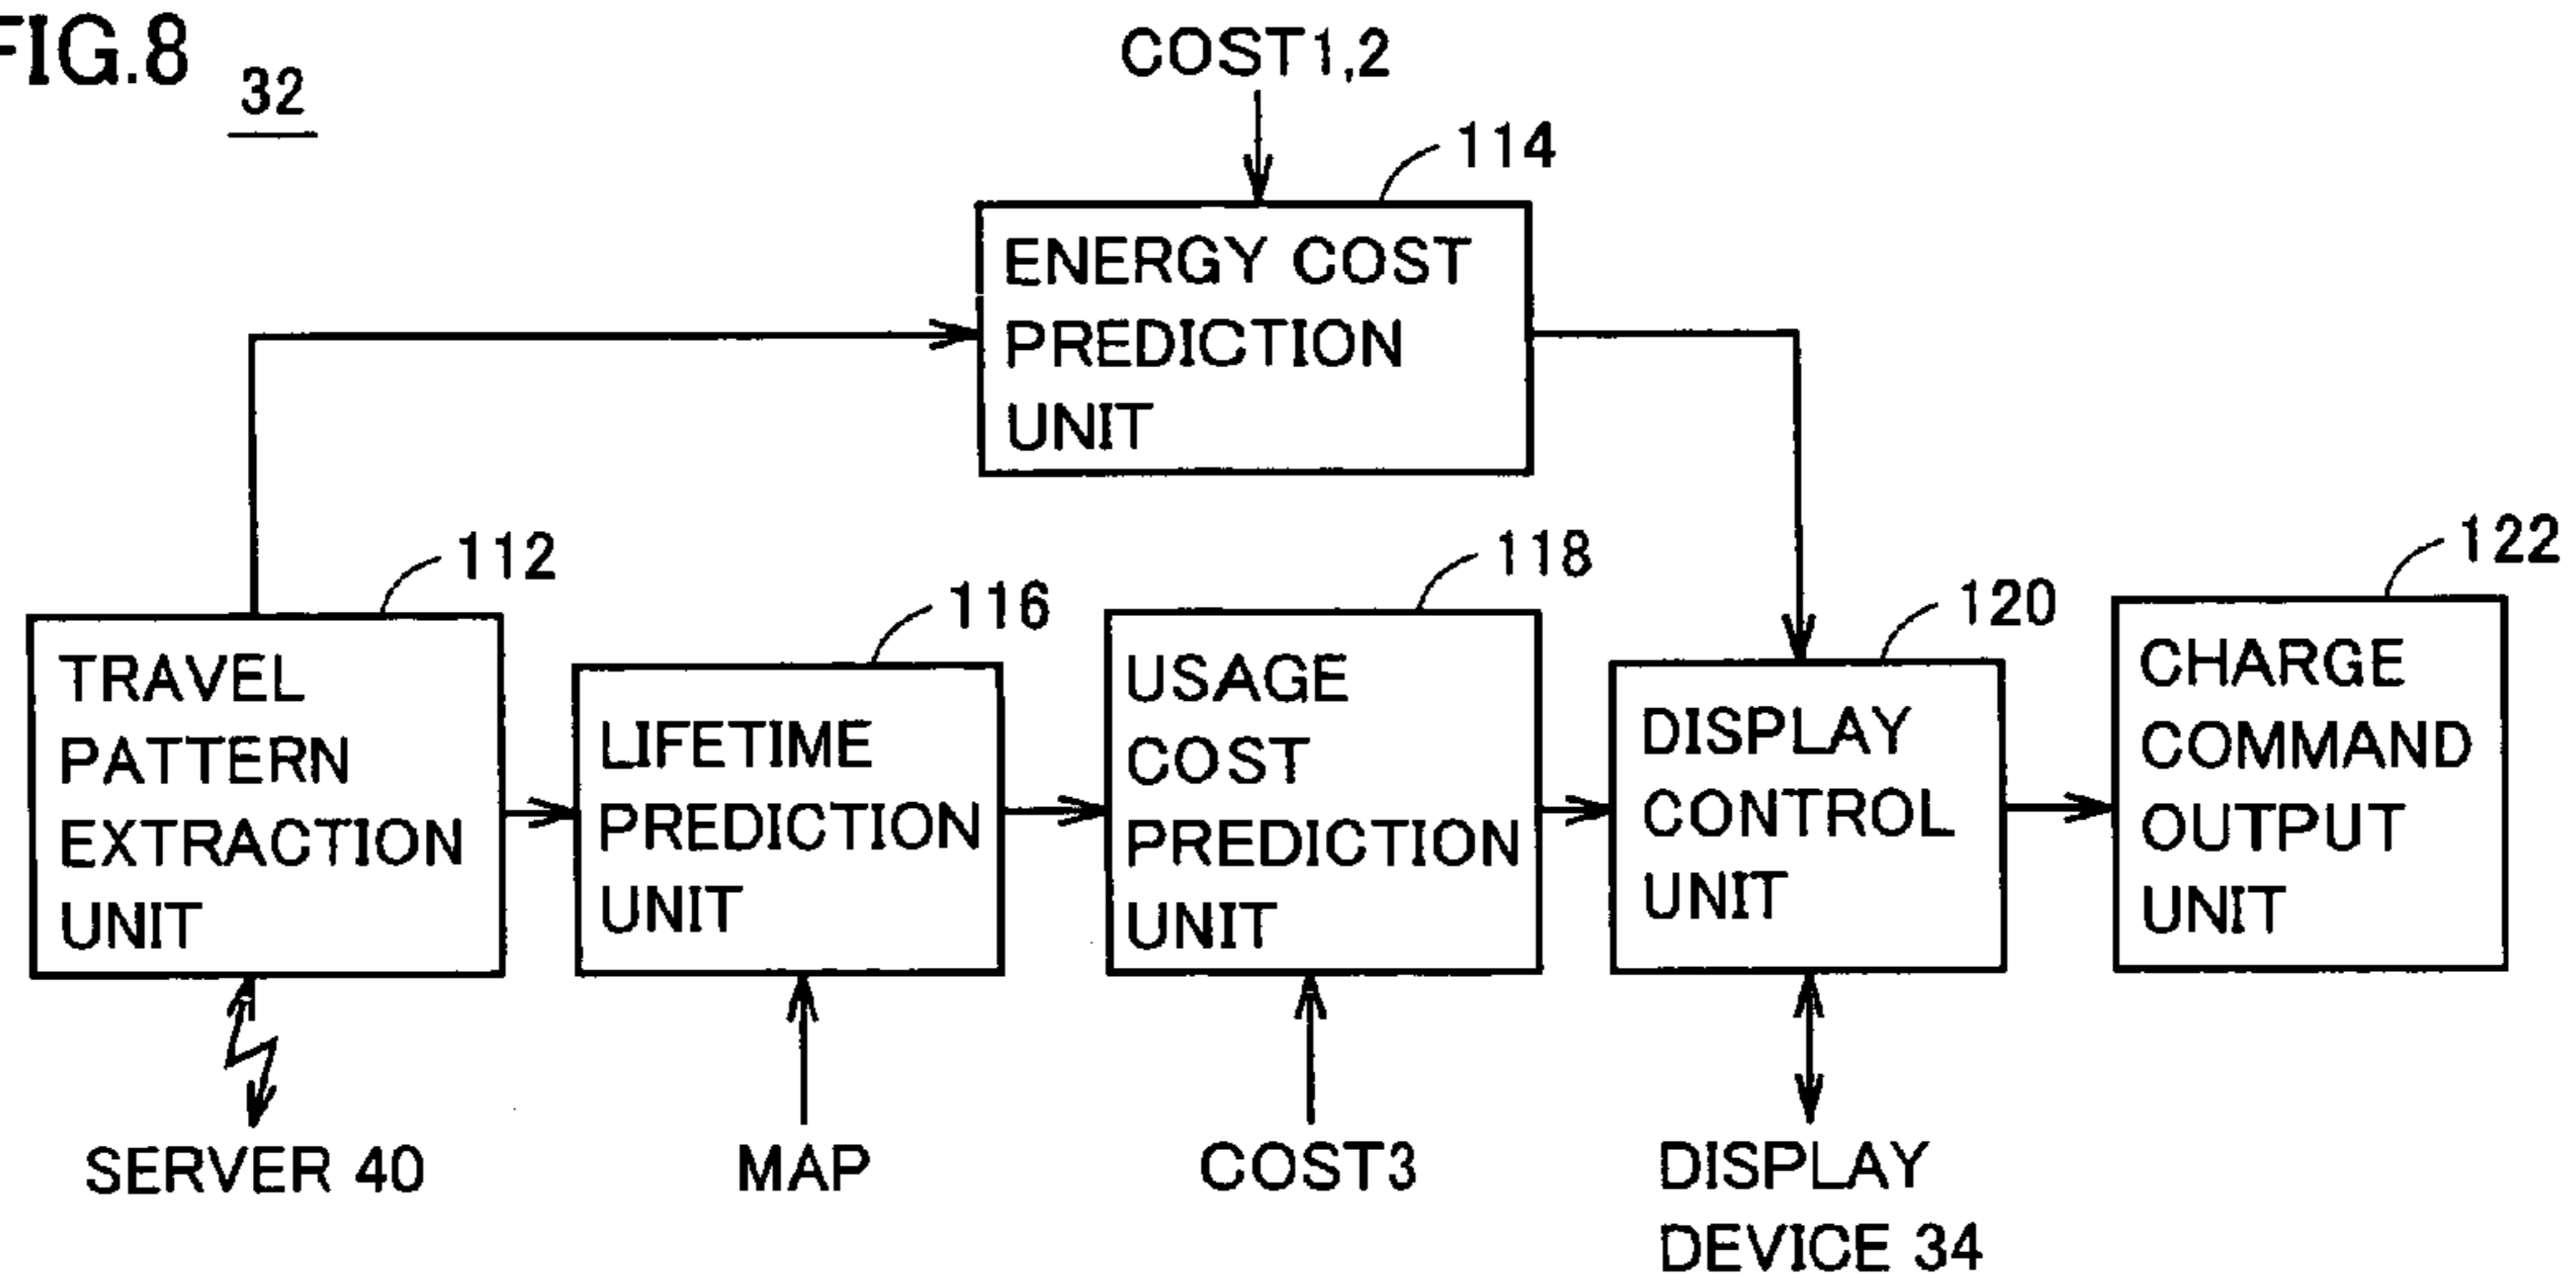 FIG.8
32
COST1,2
114
ENERGY COST
PREDICTION
UNIT
112
TRAVEL
PATTERN
EXTRACTION
UNIT
116
LIFETIME
PREDICTION
UNIT
118
USAGE
COST
PREDICTION
UNIT
120
DISPLAY
CONTROL
UNIT
122
CHARGE
COMMAND
OUTPUT
UNIT
SERVER 40
MAP
COST3
DISPLAY
DEVICE 34